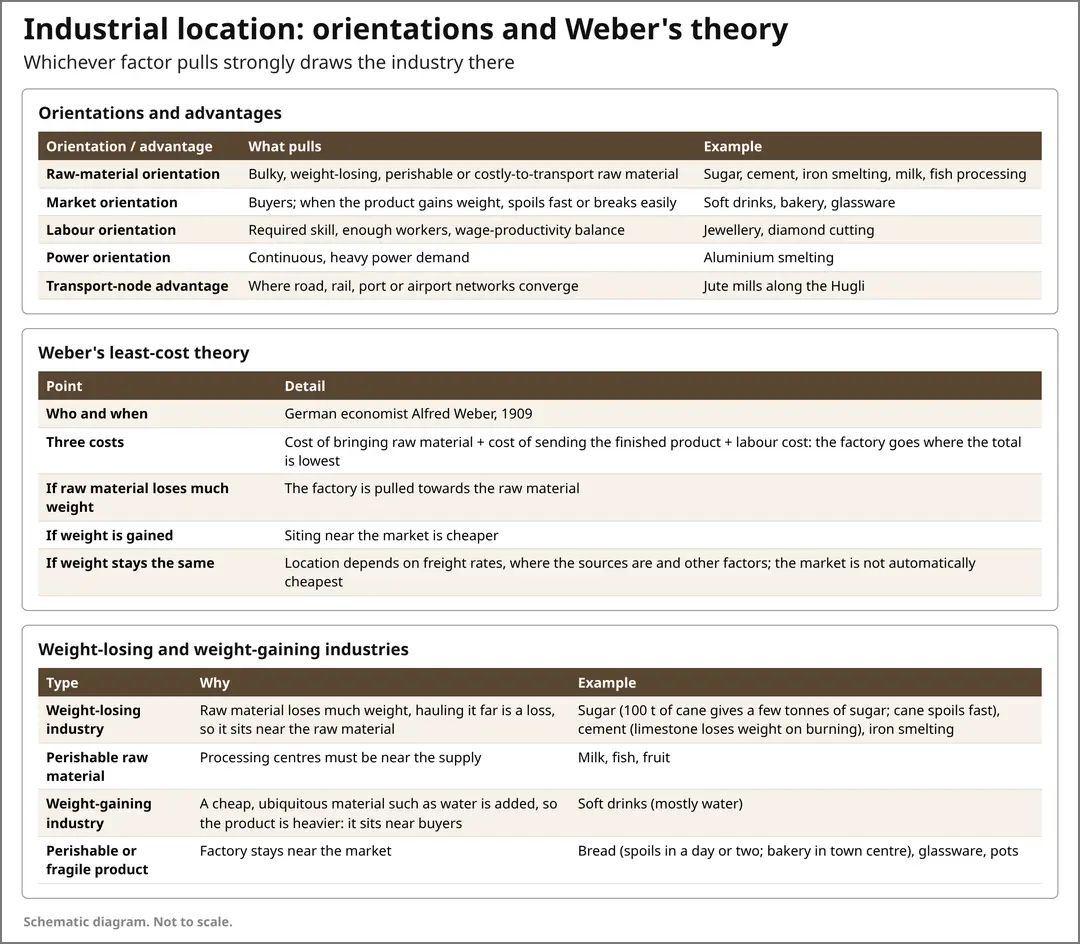 Industrial location: orientations and Weber's theory
Whichever factor pulls strongly draws the industry there
Orientations and advantages
Orientation / advantage What pulls Example
Raw-material orientation Bulky, weight-losing, perishable or costly-to-transport raw material Sugar, cement, iron smelting, milk, fish processing
Market orientation Buyers; when the product gains weight, spoils fast or breaks easily Soft drinks, bakery, glassware
Labour orientation Required skill, enough workers, wage-productivity balance Jewellery, diamond cutting
Power orientation Continuous, heavy power demand Aluminium smelting
Transport-node advantage Where road, rail, port or airport networks converge Jute mills along the Hugli
Weber's least-cost theory
Point Detail
Who and when German economist Alfred Weber, 1909
Three costs Cost of bringing raw material + cost of sending the finished product + labour cost: the factory goes where the total
is lowest
If raw material loses much The factory is pulled towards the raw material
weight
If weight is gained Siting near the market is cheaper
If weight stays the same Location depends on freight rates, where the sources are and other factors; the market is not automatically
cheapest
Weight-losing and weight-gaining industries
Type Why Example
Weight-losing Raw material loses much weight, hauling it far is a loss, Sugar (100 t of cane gives a few tonnes of sugar; cane spoils fast),
industry so it sits near the raw material cement (limestone loses weight on burning), iron smelting
Perishable raw Processing centres must be near the supply Milk, fish, fruit
material
Weight-gaining A cheap, ubiquitous material such as water is added, so Soft drinks (mostly water)
industry the product is heavier: it sits near buyers
Perishable or Factory stays near the market Bread (spoils in a day or two; bakery in town centre), glassware, pots
fragile product
Schematic diagram. Not to scale.